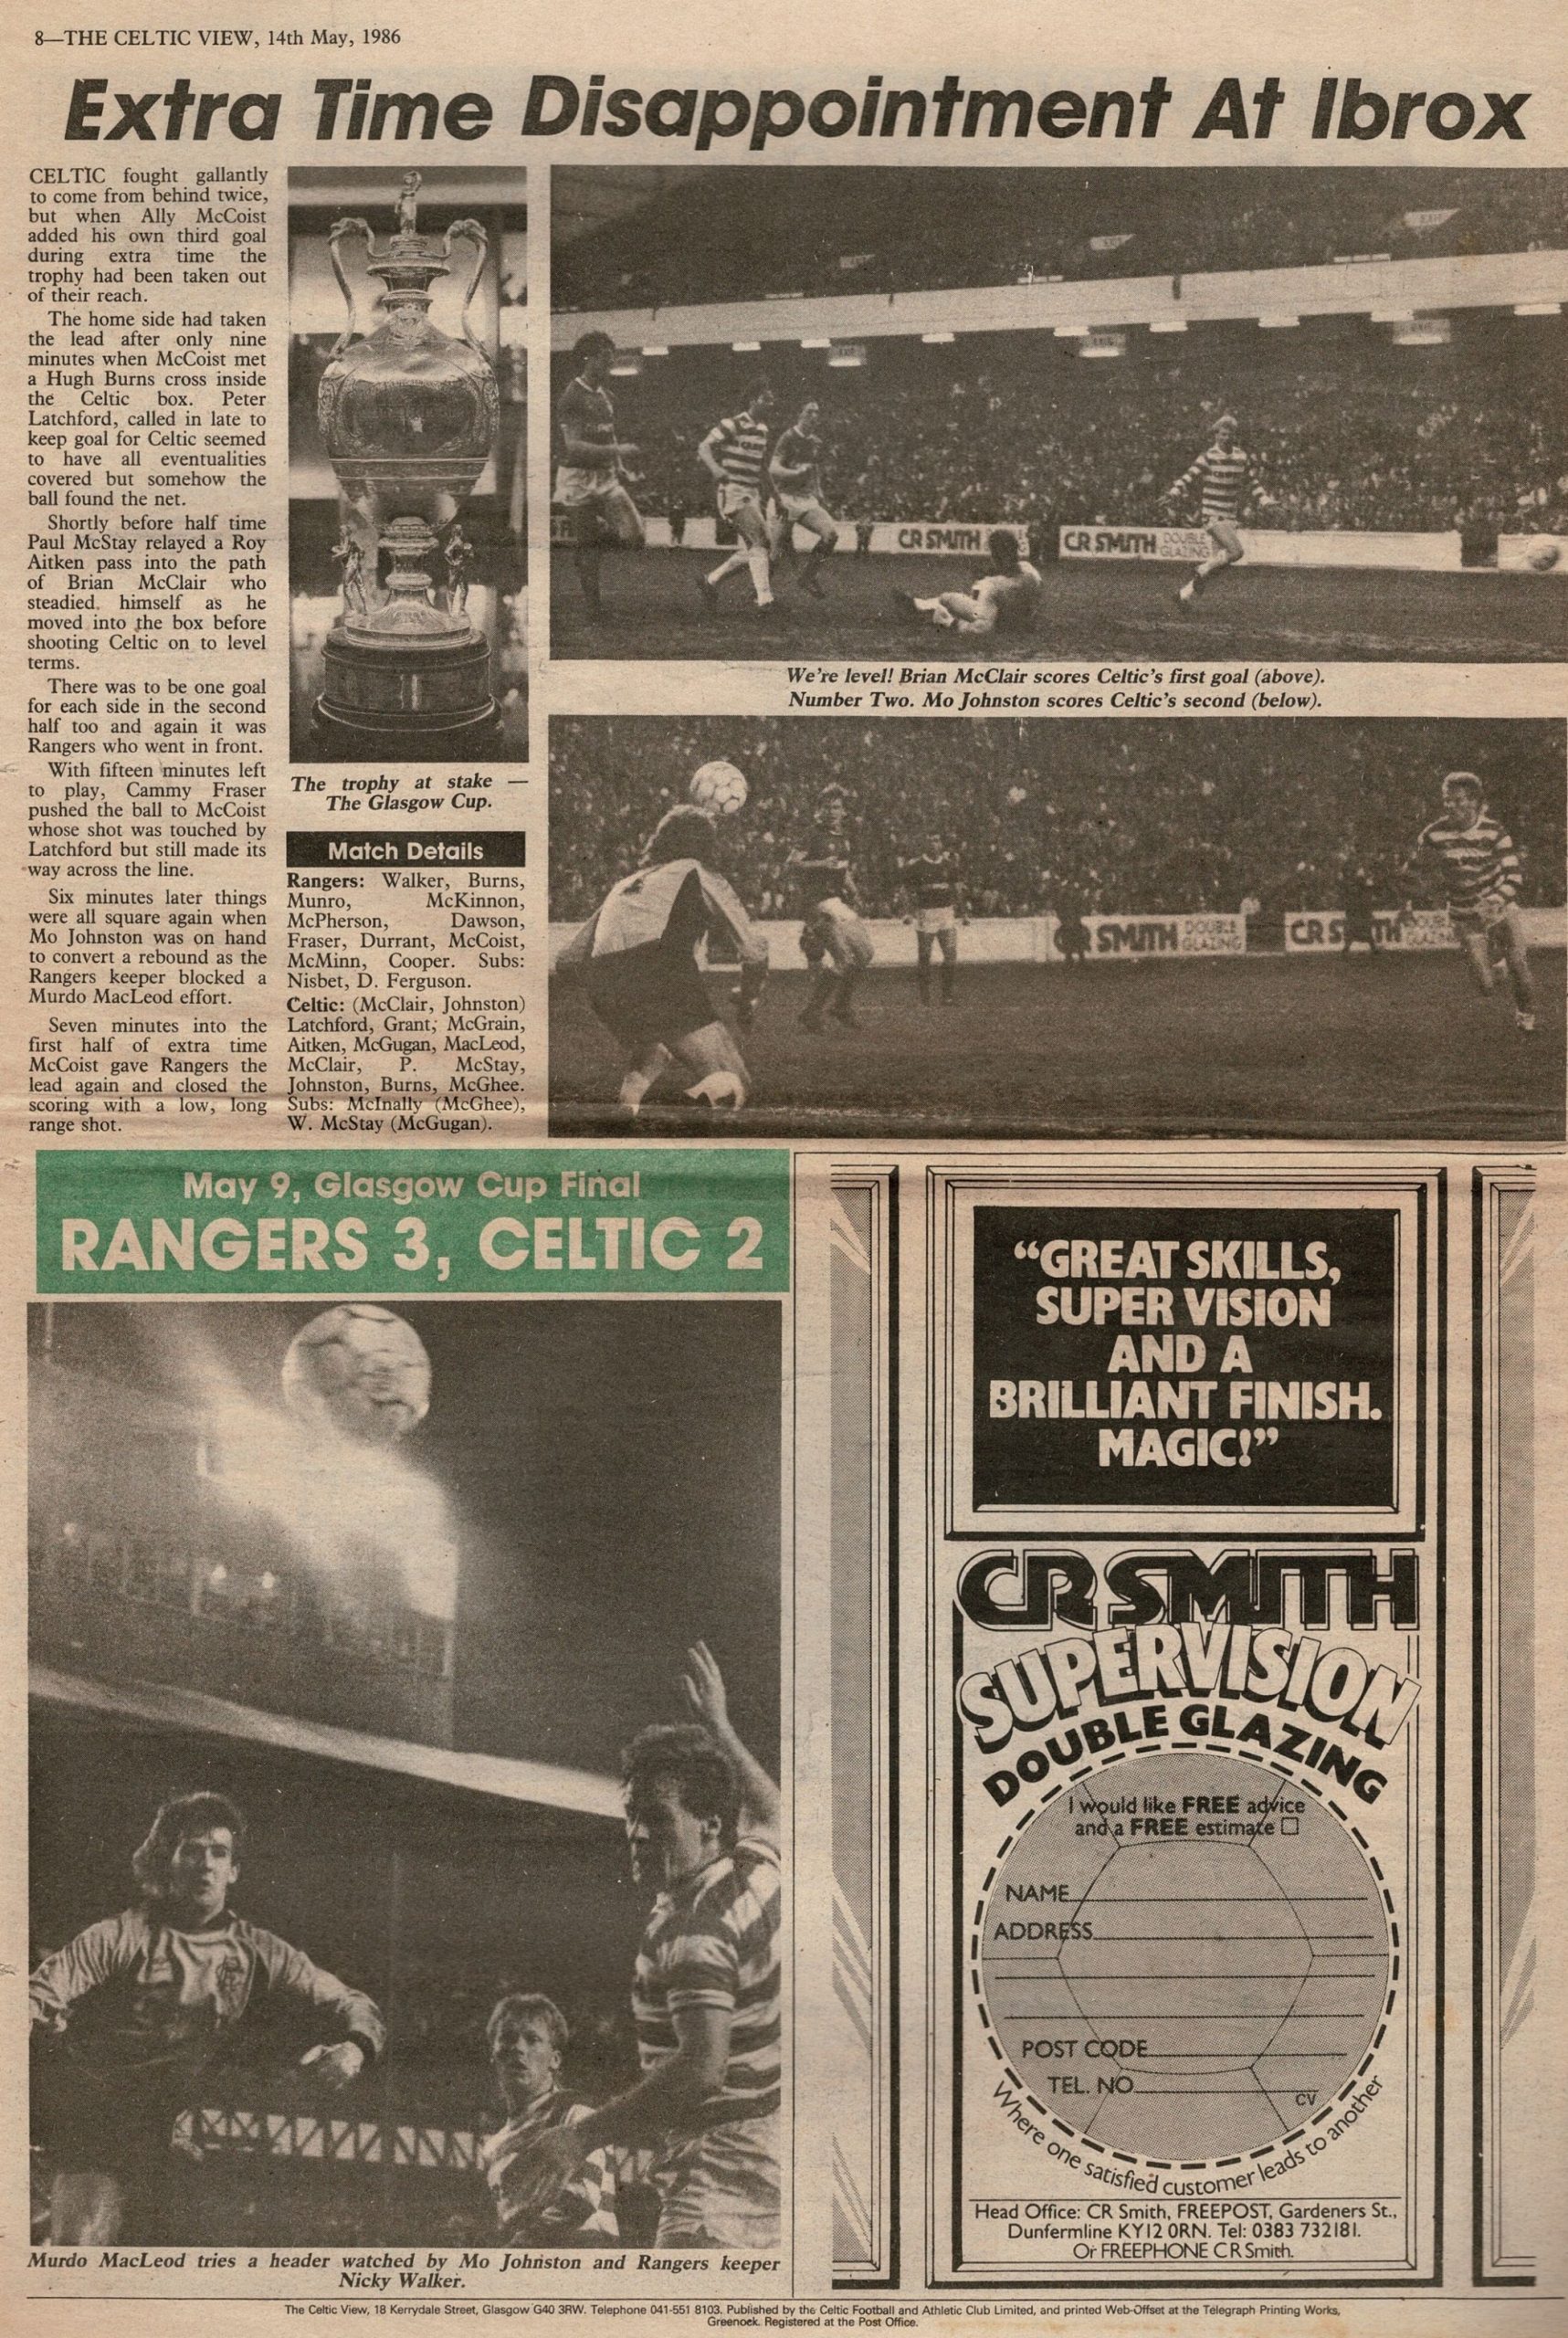 8—THE CELTIC VIEW, 14th May, 1986
Extra Time Disappointment At Ibrox
CELTIC fought gallantly
to come from behind twice,
but when Ally McCoist
added his own third goal
during extra time the
trophy had been taken out
of their reach.
The home side had taken
the lead after only nine
minutes when McCoist met
a Hugh Burns cross inside
the Celtic box. Peter
Latchford, called in late to
keep goal for Celtic seemed
to have all eventualities
covered but somehow the
ball found the net.
Shortly before half time
Paul McStay relayed a Roy
Aitken pass into the path
of Brian McClair who
steadied himself as he
moved into the box before
shooting Celtic on to level
terms.
There was to be one goal
for each side in the second
half too and again it was
Rangers who went in front.
With fifteen minutes left
to play, Cammy Fraser
pushed the ball to McCoist
whose shot was touched by
Latchford but still made its
way across the line.
Six minutes later things
were all square again when
Mo Johnston was on hand
to convert a rebound as the
Rangers keeper blocked a
Murdo MacLeod effort.
Seven minutes into the
first half of extra time
McCoist gave Rangers the
lead again and closed the
scoring with a low, long
range shot.
The trophy at stake —
The Glasgow Cup.
Match Details
Rangers: Walker, Burns,
Munro, McKinnon,
McPherson, Dawson,
Fraser, Durrant, McCoist,
McMinn, Cooper. Subs:
Nisbet, D. Ferguson.
Celtic: (McClair, Johnston)
Latchford, Grant, McGrain,
Aitken, McGugan, MacLeod,
McClair, P. McStay,
Johnston, Burns, McGhee.
Subs: McInally (McGhee),
W. McStay (McGugan).
CR SMITH
CR SMITH DOUBLE GLAZING
We're level! Brian McClair scores Celtic's first goal (above).
Number Two. Mo Johnston scores Celtic's second (below).
CR SMITH DOUBLE GLAZING
CR SMITH DOUBLE GLAZING
May 9, Glasgow Cup Final
RANGERS 3, CELTIC 2
Murdo MacLeod tries a header watched by Mo Johnston and Rangers keeper
Nicky Walker.
“GREAT SKILLS,
SUPER VISION
AND A
BRILLIANT FINISH.
MAGIC!”
CR SMITH
SUPERVISION
DOUBLE GLAZING
I would like FREE advice
and a FREE estimate
NAME
ADDRESS
POST CODE
TEL. NO
CV
Where one satisfied customer leads to another
Head Office: CR Smith, FREEPOST, Gardeners St.,
Dunfermline KY12 0RN. Tel: 0383 732181.
Or FREEPHONE CR Smith.
The Celtic View, 18 Kerrydale Street, Glasgow G40 3RW. Telephone 041-551 8103. Published by the Celtic Football and Athletic Club Limited, and printed Web-Offset at the Telegraph Printing Works,
Greenock. Registered at the Post Office.